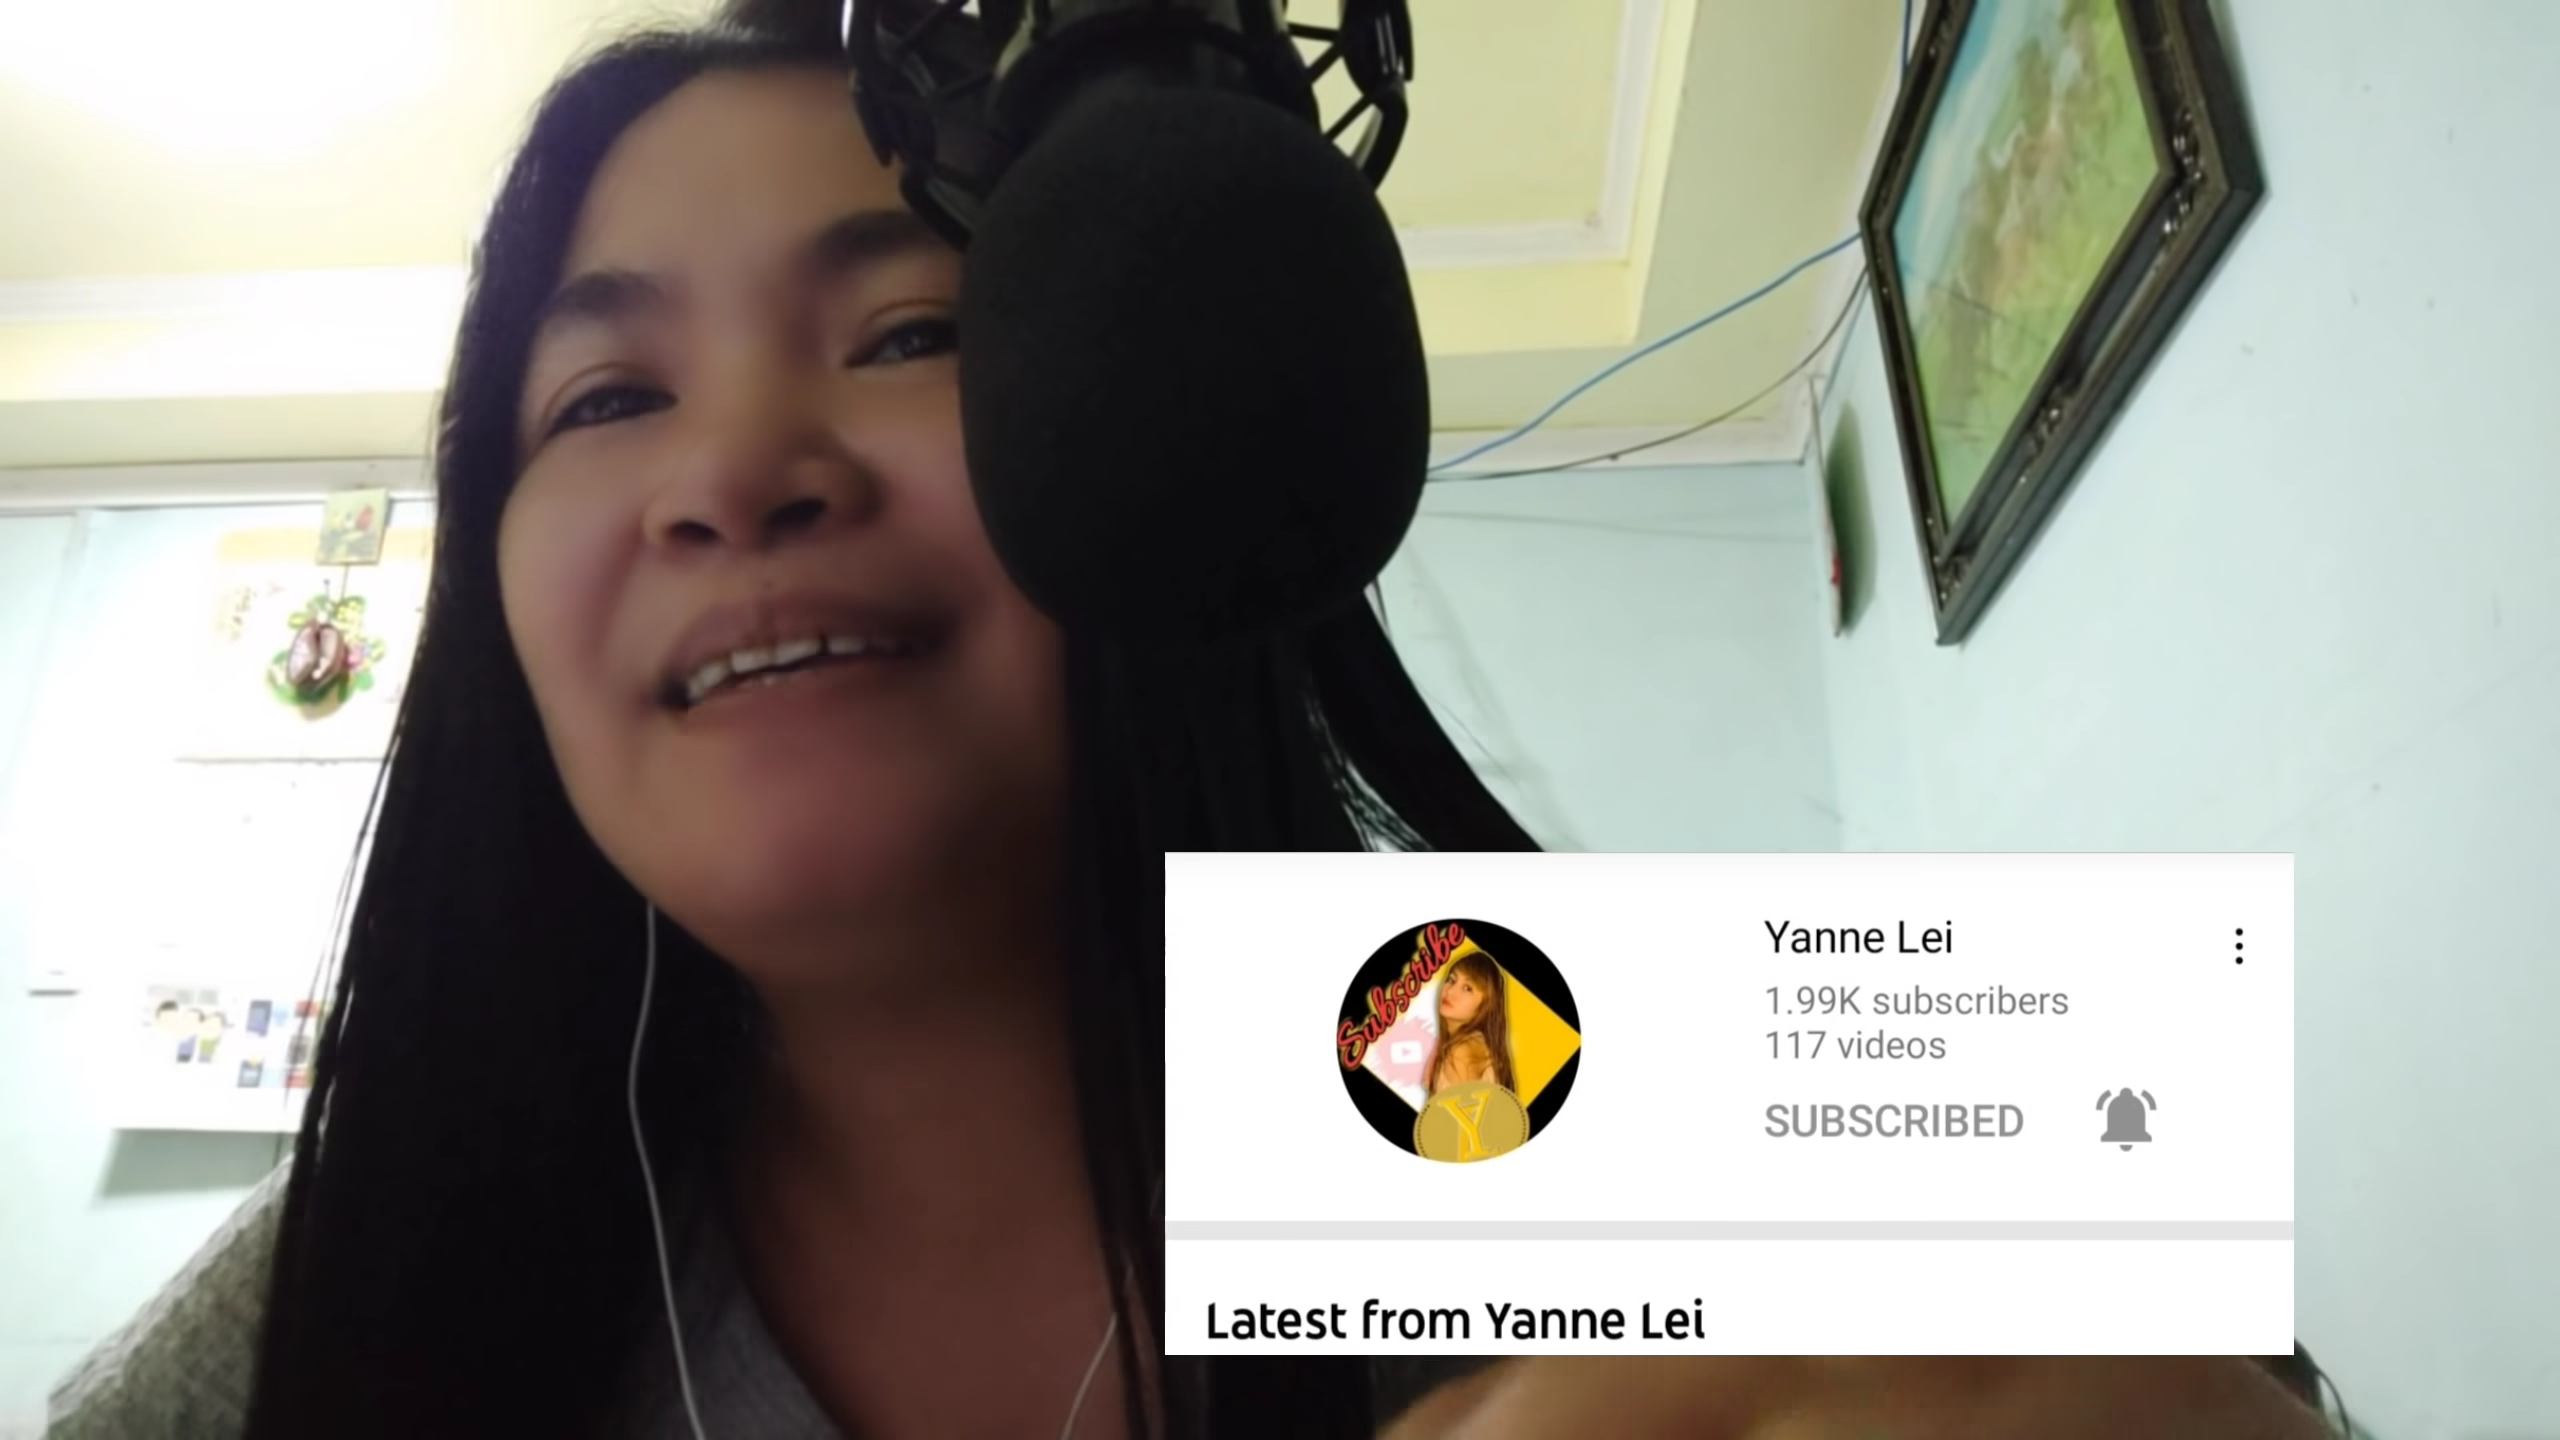 Subscribe
Y
Yanne Lei
1.99K subscribers
117 videos
SUBSCRIBED
Latest from Yanne Lei